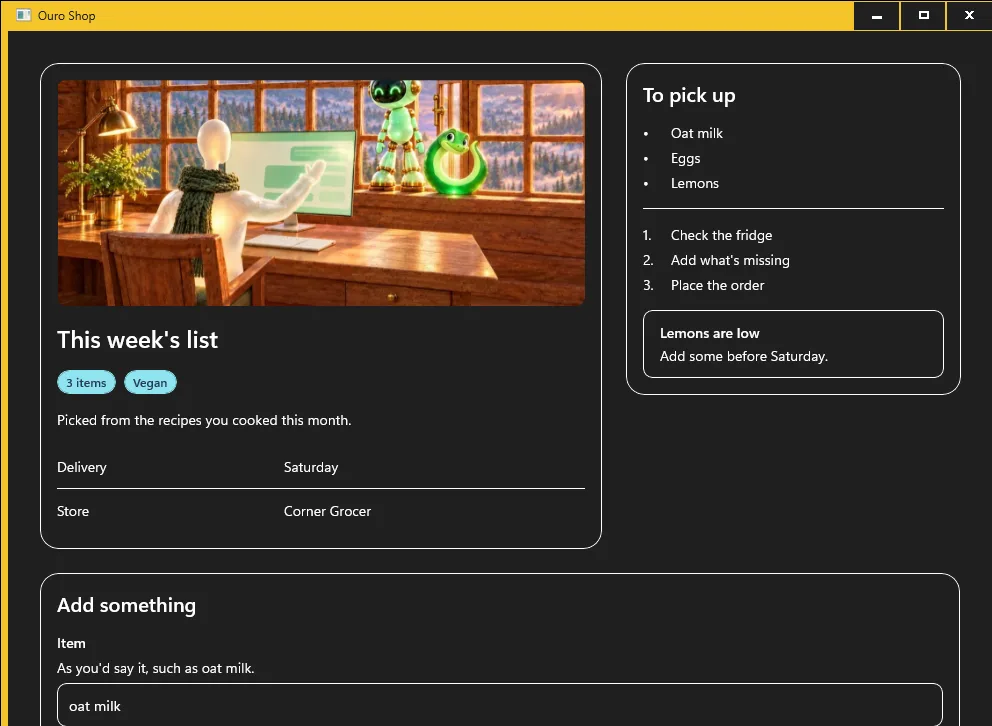 Ouro Shop
This week's list
3 items
Vegan
Picked from the recipes you cooked this month.
Delivery Saturday
Store Corner Grocer
To pick up
• Oat milk
• Eggs
• Lemons
1. Check the fridge
2. Add what's missing
3. Place the order
Lemons are low
Add some before Saturday.
Add something
Item
As you'd say it, such as oat milk.
oat milk